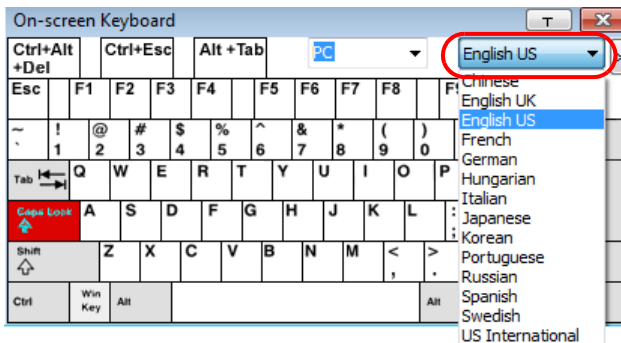 On-screen Keyboard
T
Ctrl+Alt +Del Ctrl+Esc Alt +Tab PC English US
Esc F1 F2 F3 F4 F5 F6 F7 F8
Chinese
English UK
English US
French
German
Hungarian
Italian
Japanese
Korean
Portuguese
Russian
Spanish
Swedish
US International
~ ! @ # $ % ^ & * ( )
` 1 2 3 4 5 6 7 8 9 0
Tab Q W E R T Y U I O P
Caps Lock A S D F G H J K L : ;
Shift Z X C V B N M < , > .
Ctrl Win Key Alt Alt